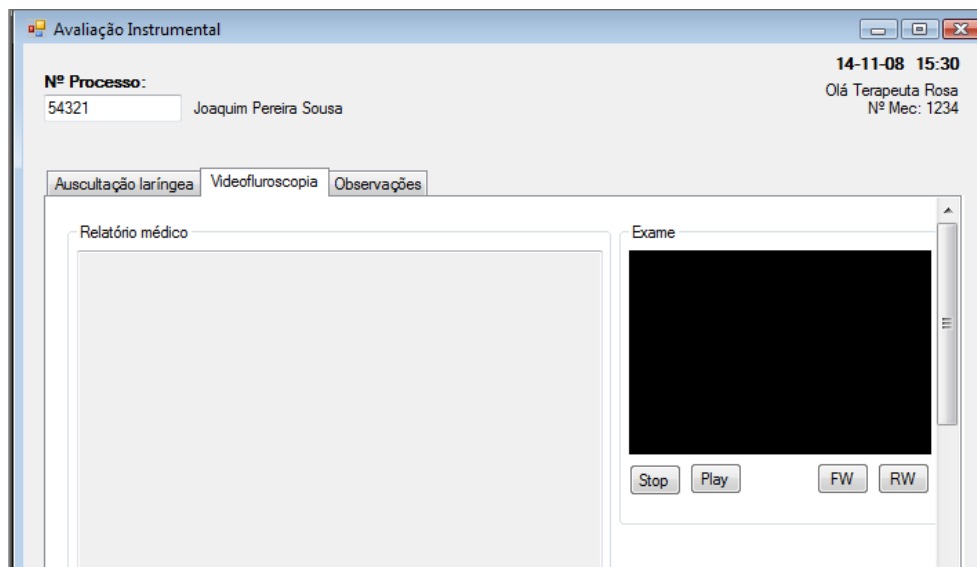 Avaliação Instrumental
14-11-08 15:30
Nº Processo:
Olá Terapeuta Rosa
54321 Joaquim Pereira Sousa
Nº Mec: 1234
Auscultação laríngea Videofluroscopia Observações
Relatório médico Exame
Stop Play FW RW